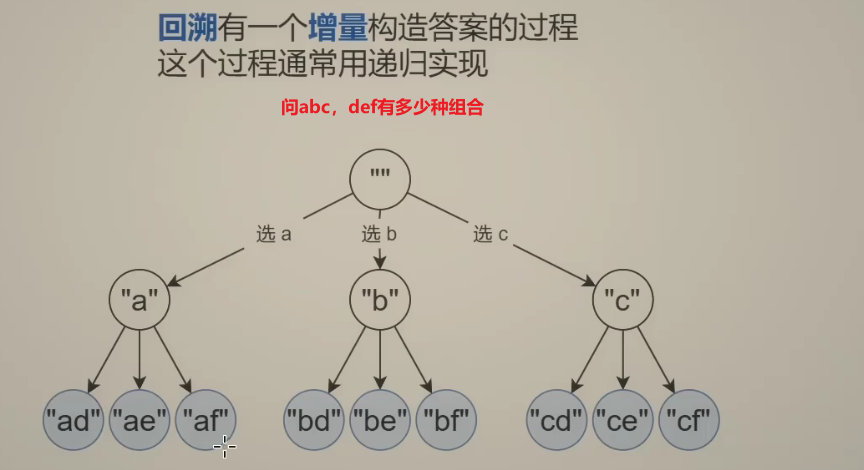 回溯有一个增量构造答案的过程
这个过程通常用递归实现
问abc，def有多少种组合
""
选 a
选 b
选 c
"a"
"b"
"c"
"ad"
"ae"
"af"
"bd"
"be"
"bf"
"cd"
"ce"
"cf"